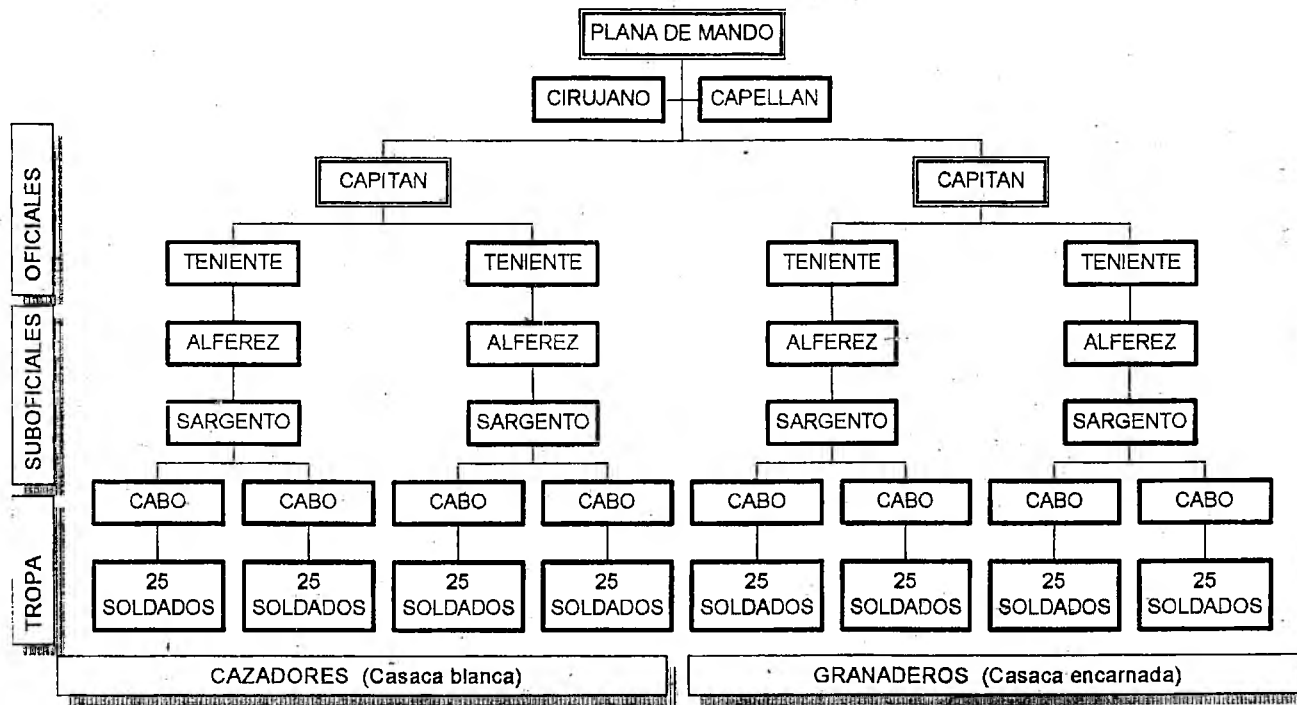 PLANA DE MANDO
CIRUJANO CAPELLAN
OFICIALES
CAPITAN CAPITAN
TENIENTE TENIENTE TENIENTE TENIENTE
SUBOFICIALES
ALFEREZ ALFEREZ ALFEREZ ALFEREZ
SARGENTO SARGENTO SARGENTO SARGENTO
CABO CABO CABO CABO CABO CABO CABO CABO
TROPA
25 25 25 25 25 25 25 25
SOLDADOS SOLDADOS SOLDADOS SOLDADOS SOLDADOS SOLDADOS SOLDADOS SOLDADOS
CAZADORES (Casaca blanca) GRANADEROS (Casaca encarnada)